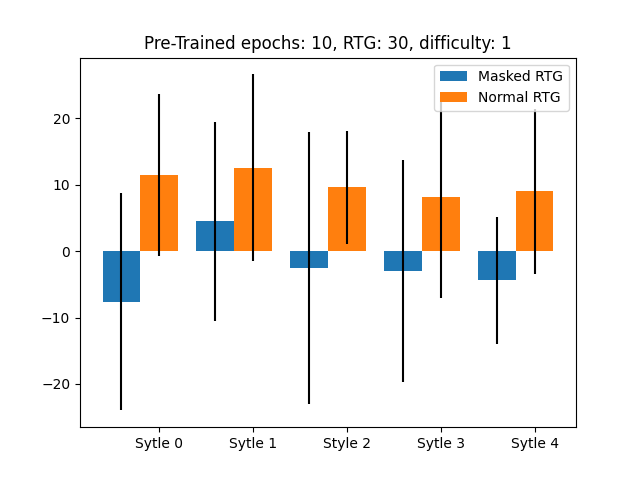 Pre-Trained epochs: 10, RTG: 30, difficulty: 1
Masked RTG
Normal RTG
20
10
0
−10
−20
Sytle 0
Sytle 1
Style 2
Sytle 3
Sytle 4